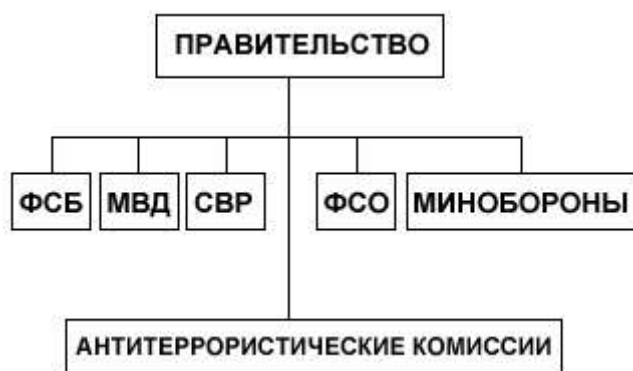 ПРАВИТЕЛЬСТВО
ФСБ МВД СВР ФСО МИНОБОРОНЫ
АНТИТЕРРОРИСТИЧЕСКИЕ КОМИССИИ